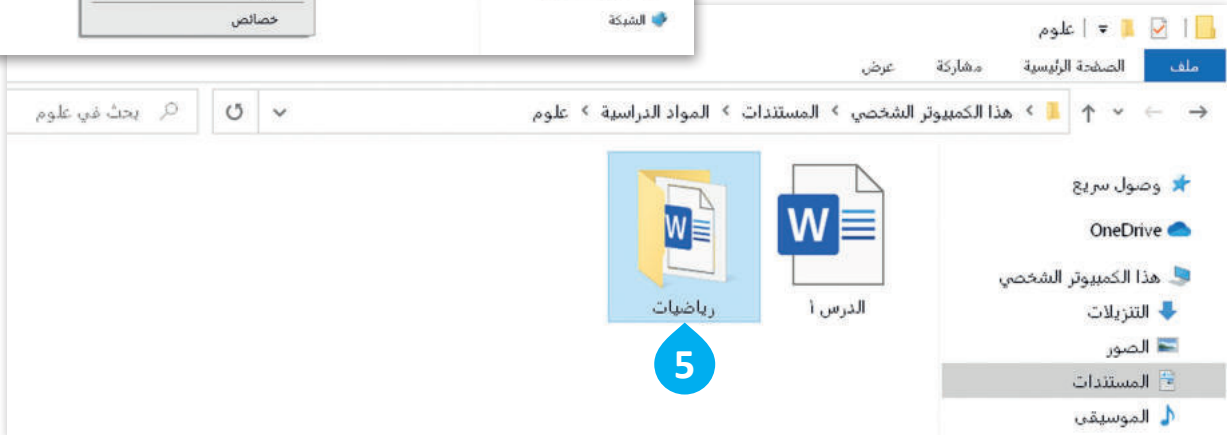 خصائص
الشبكة
علوم
ملف الصفحة الرئيسية مشاركة عرض
هذا الكمبيوتر الشخصي > المستندات > المواد الدراسية > علوم
بحث في علوم
وصول سريع
OneDrive
هذا الكمبيوتر الشخصي
التنزيلات
الصور
المستندات
الموسيقى
W
الدرس أ
W
رياضيات
5